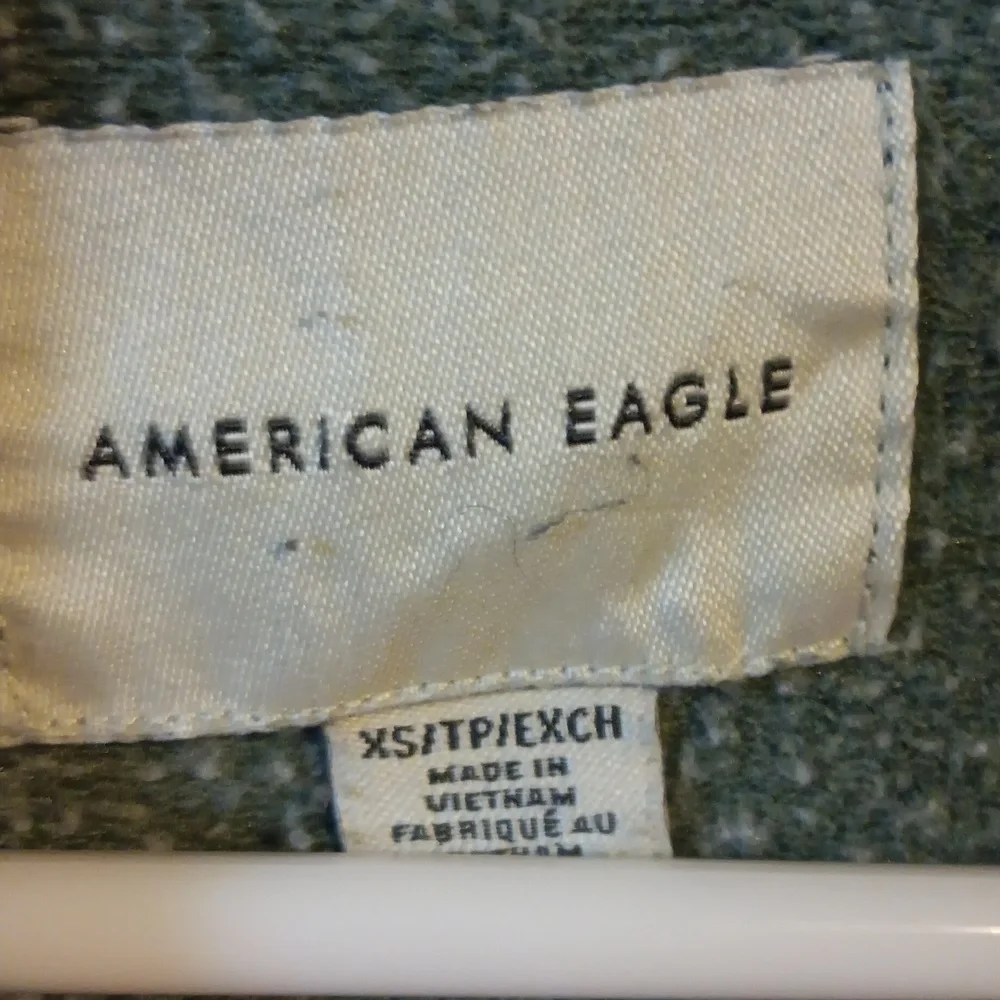 AMERICAN EAGLE
XS/TP/EXCH
MADE IN
VIETNAM
FABRIQUÉ AU